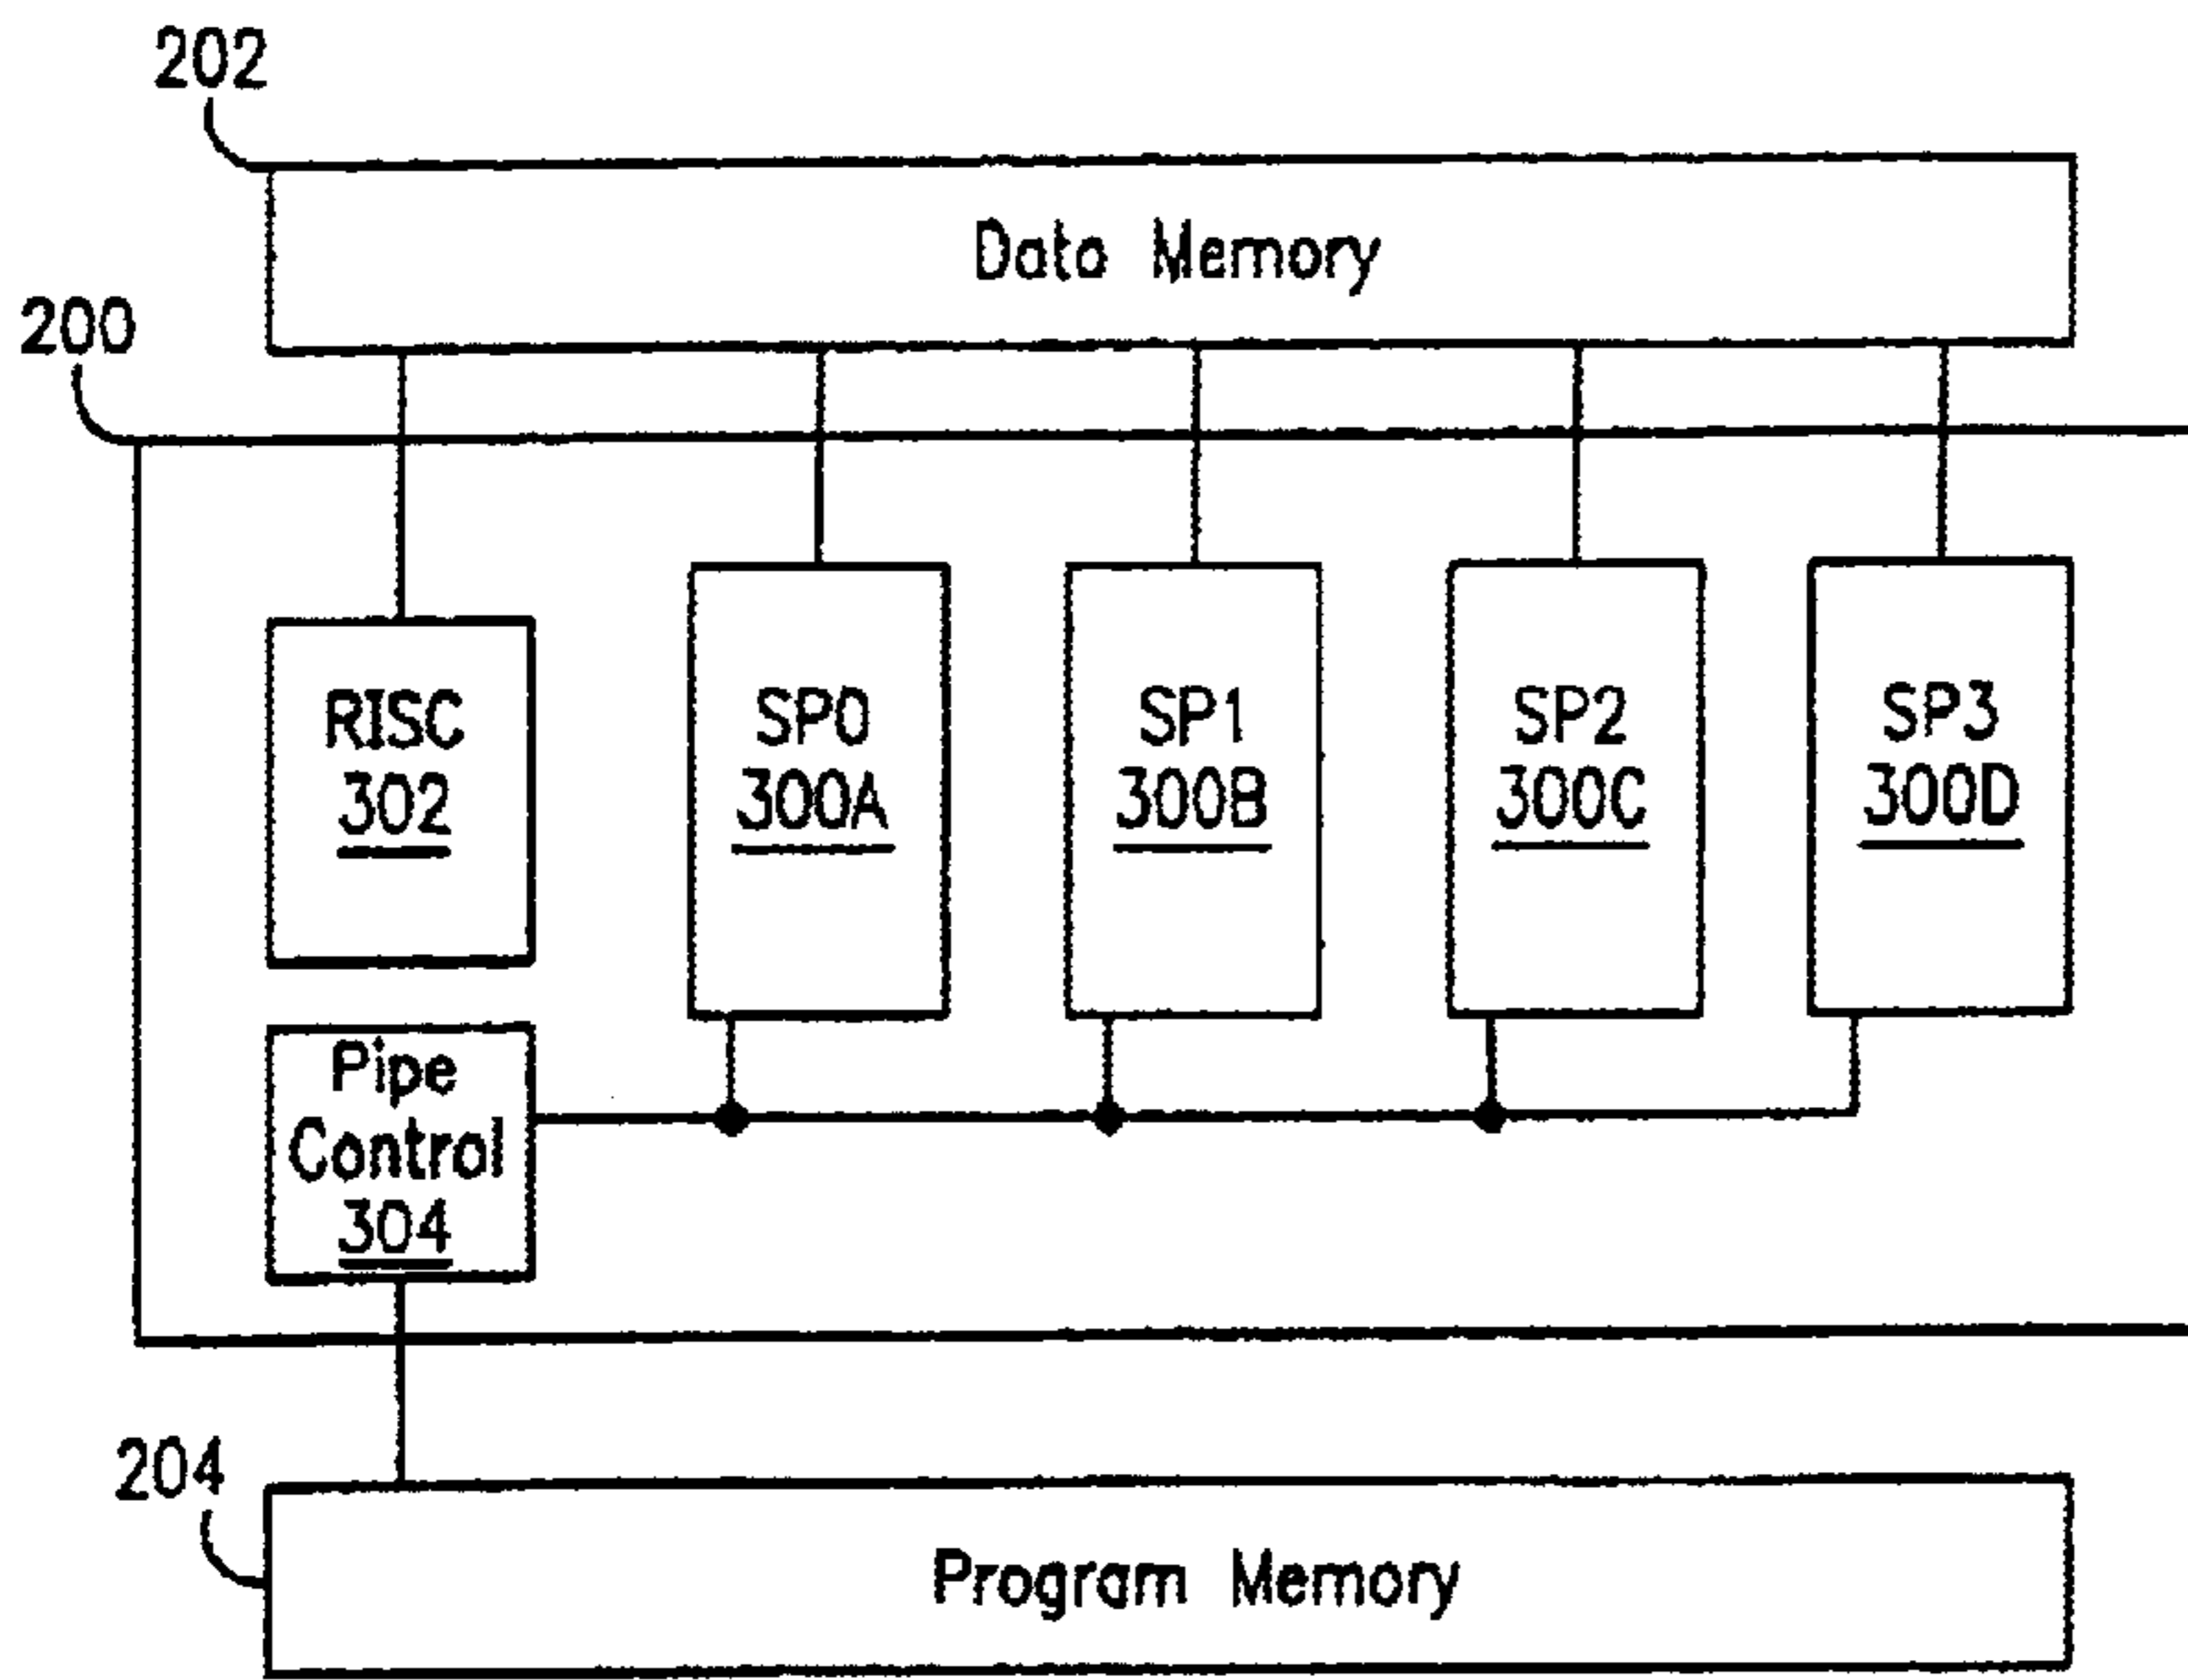 202
Data Memory
200
RISC
302
SP0
300A
SP1
300B
SP2
300C
SP3
300D
Pipe
Control
304
204
Program Memory